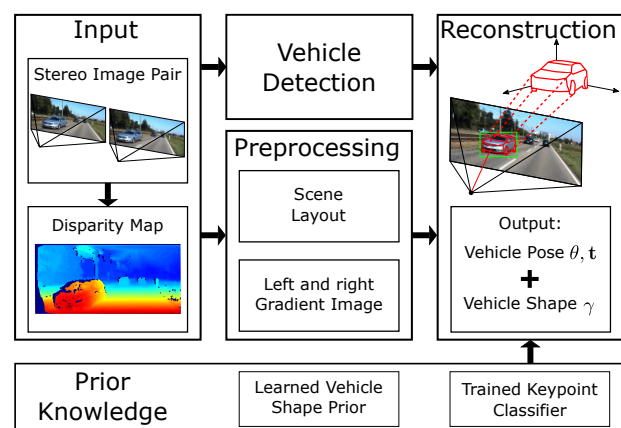 Input
Stereo Image Pair
Disparity Map
Vehicle
Detection
Preprocessing
Scene
Layout
Left and right
Gradient Image
Reconstruction
Output:
Vehicle Pose θ, t
+
Vehicle Shape γ
Prior
Knowledge
Learned Vehicle
Shape Prior
Trained Keypoint
Classifier